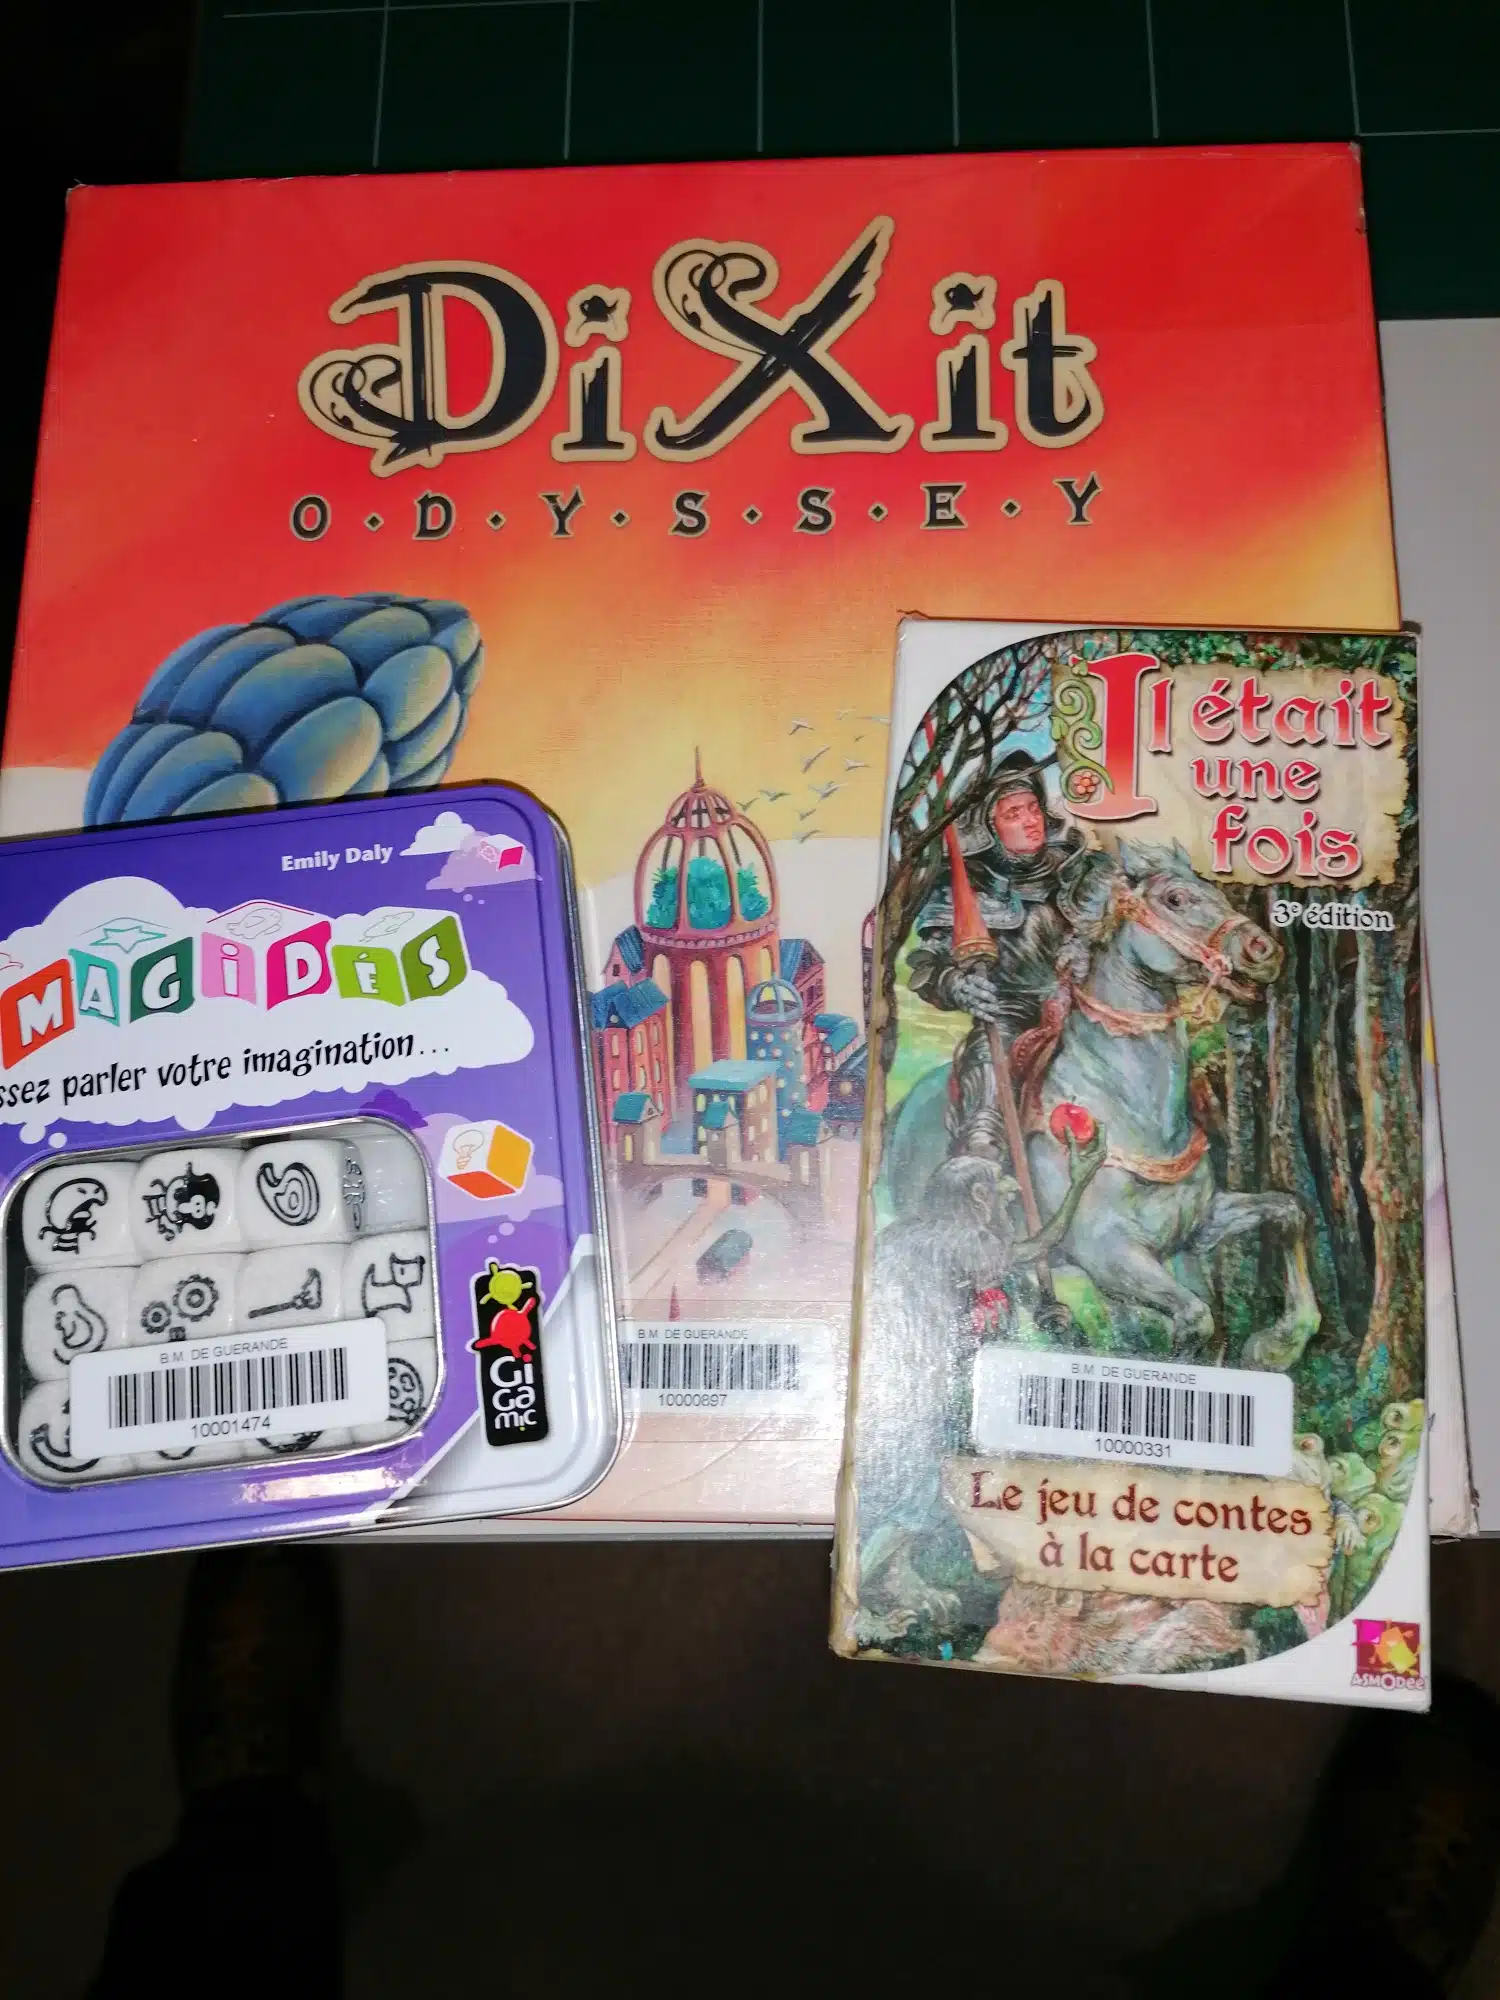 DiXit
O·D·Y·S·S·E·Y
Il était
une
fois
3e édition
Emily Daly
MAGiDÉS
parler votre imagination...
GiGamic
B.M. DE GUERANDE
10001474
B.M. DE GUERANDE
10000897
B.M. DE GUERANDE
10000331
Le jeu de contes
à la carte
ASMODee